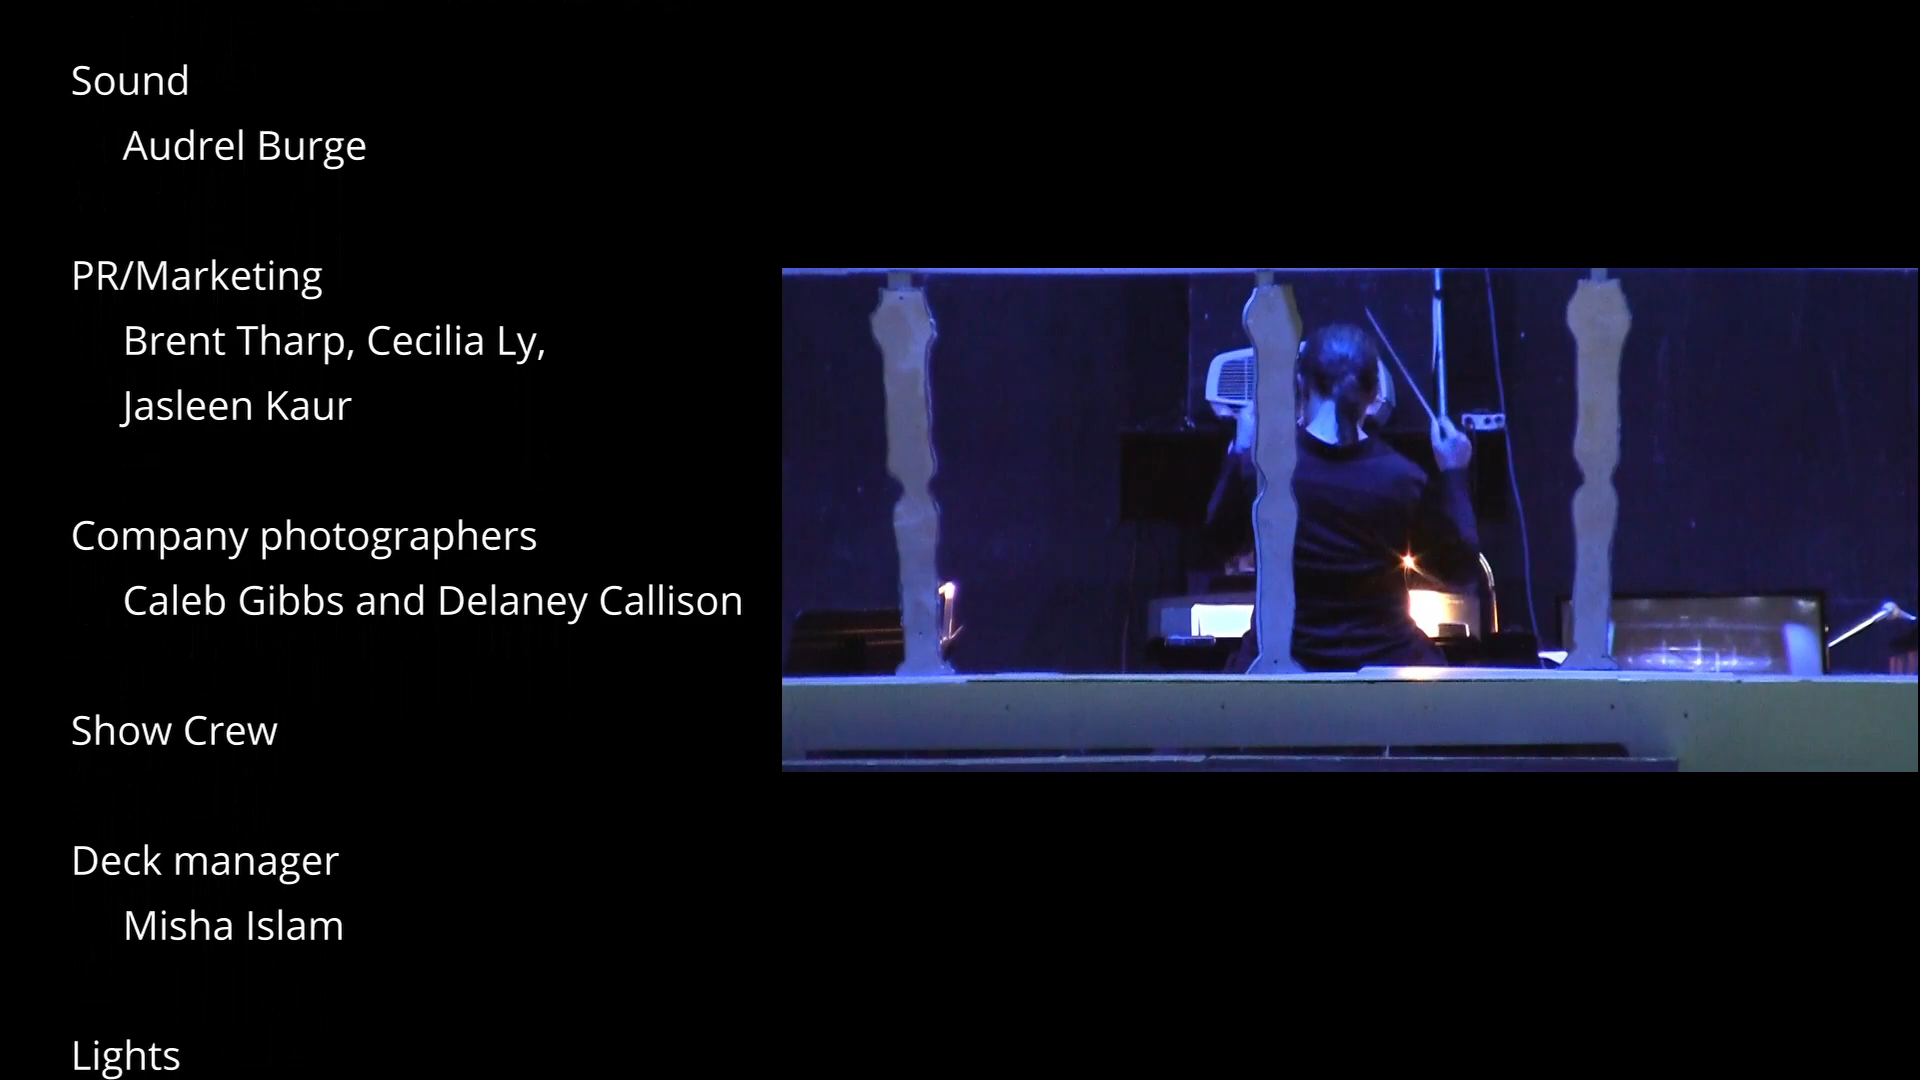 Sound
Audrel Burge
PR/Marketing
Brent Tharp, Cecilia Ly,
Jasleen Kaur
Company photographers
Caleb Gibbs and Delaney Callison
Show Crew
Deck manager
Misha Islam
Lights